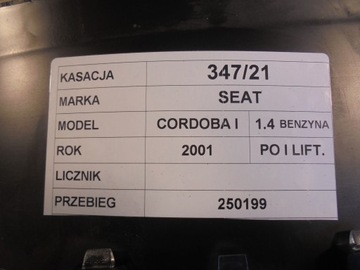 KASACJA 347/21
MARKA SEAT
MODEL CORDOBA I 1.4 BENZYNA
ROK 2001 PO I LIFT.
LICZNIK
PRZEBIEG 250199